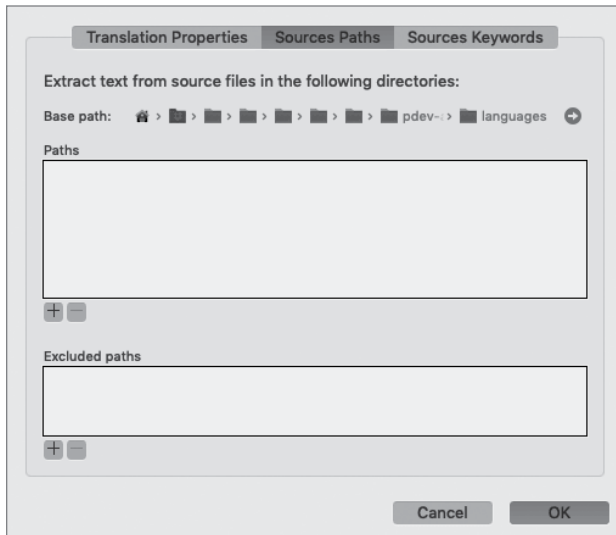 Translation Properties Sources Paths Sources Keywords
Extract text from source files in the following directories:
Base path: › › › › › › › pdev- › languages
Paths
+ −
Excluded paths
+ −
Cancel OK